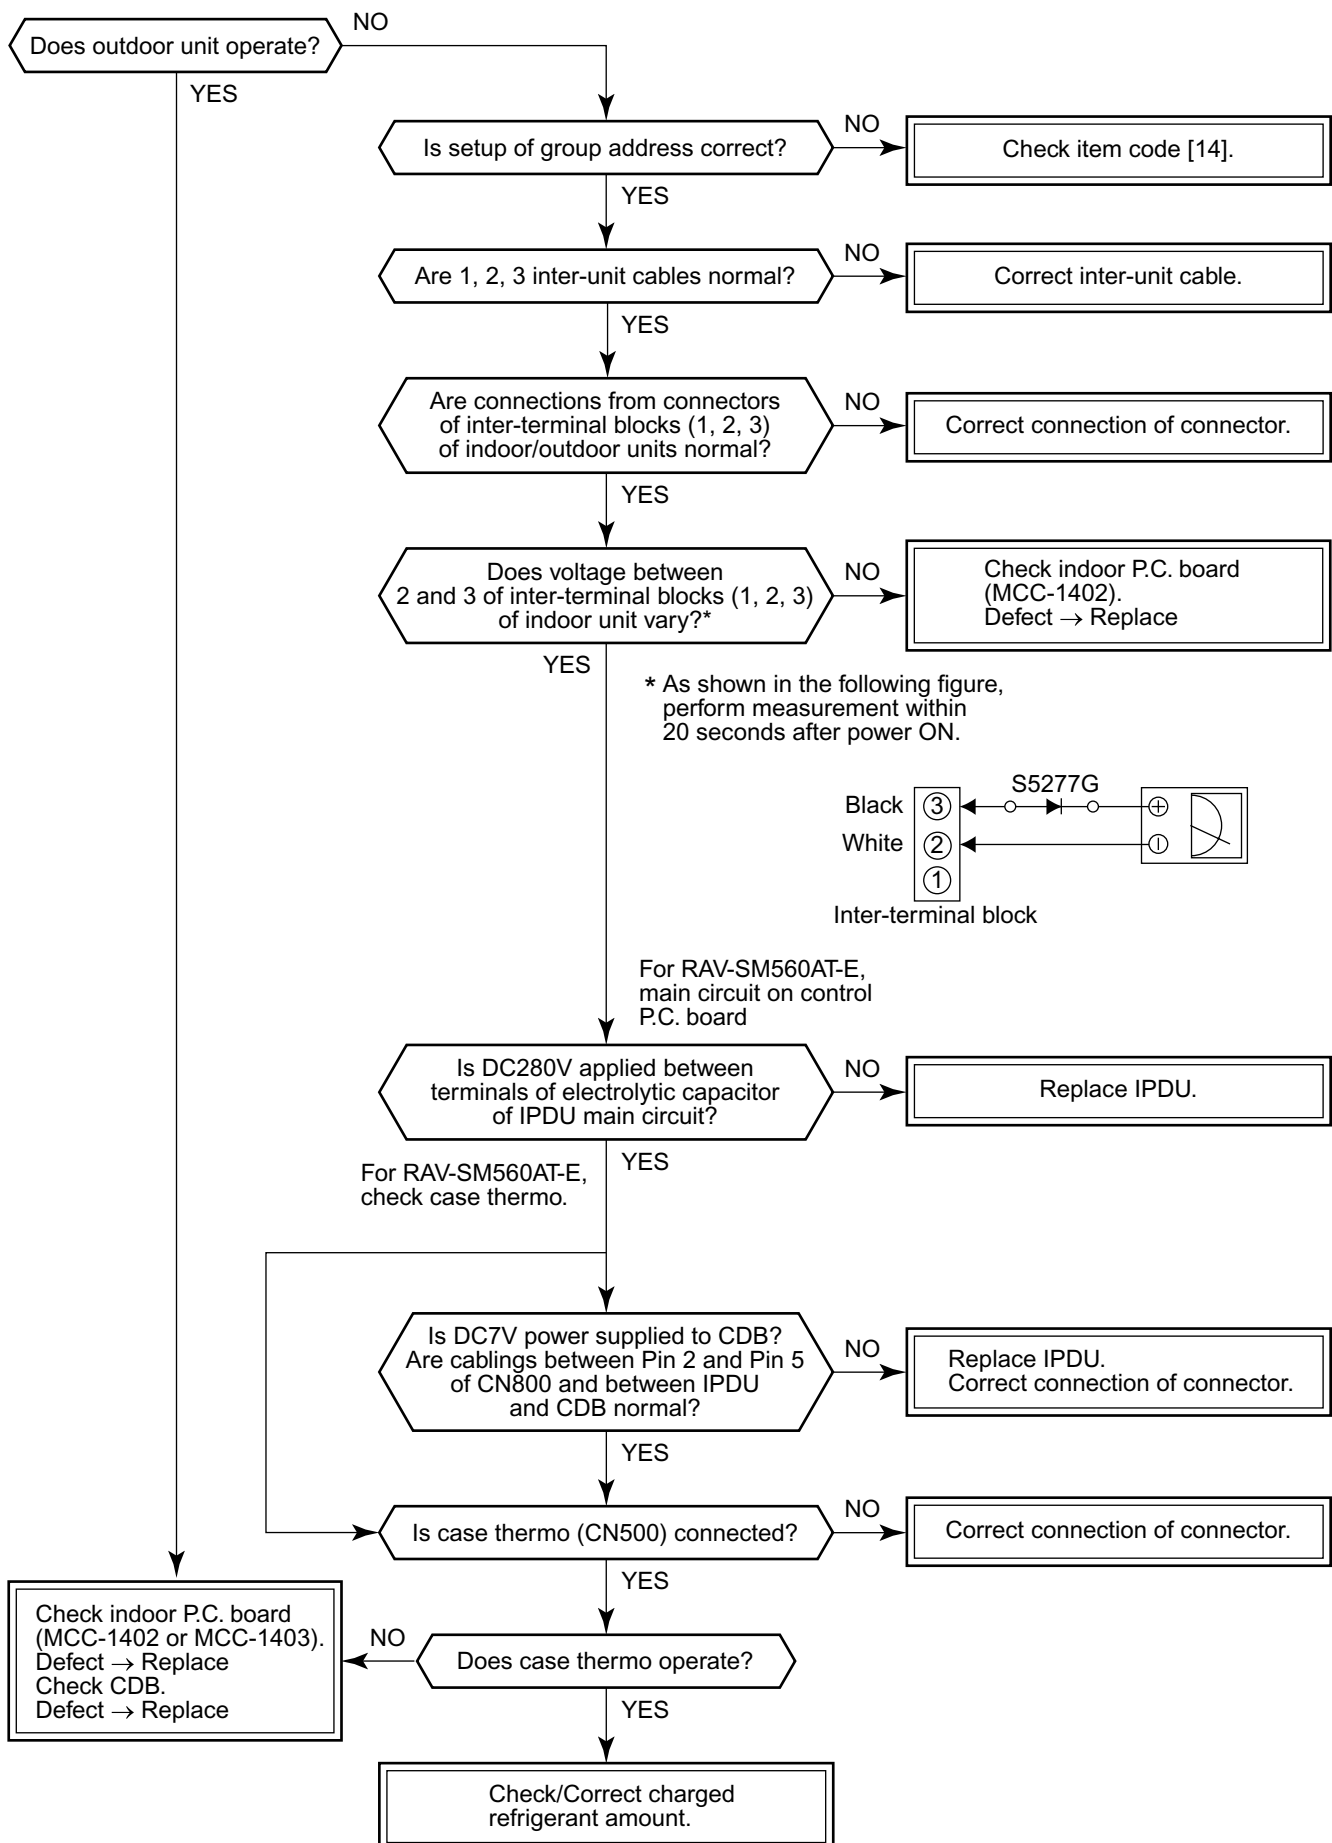 Does outdoor unit operate?
NO
YES
Is setup of group address correct?
NO
Check item code [14].
YES
Are 1, 2, 3 inter-unit cables normal?
NO
Correct inter-unit cable.
YES
Are connections from connectors
of inter-terminal blocks (1, 2, 3)
of indoor/outdoor units normal?
NO
Correct connection of connector.
YES
Does voltage between
2 and 3 of inter-terminal blocks (1, 2, 3)
of indoor unit vary?*
NO
Check indoor P.C. board
(MCC-1402).
Defect → Replace
YES
* As shown in the following figure,
perform measurement within
20 seconds after power ON.
S5277G
Black 3 +
White 2 −
1
Inter-terminal block
For RAV-SM560AT-E,
main circuit on control
P.C. board
Is DC280V applied between
terminals of electrolytic capacitor
of IPDU main circuit?
NO
Replace IPDU.
YES
For RAV-SM560AT-E,
check case thermo.
Is DC7V power supplied to CDB?
Are cablings between Pin 2 and Pin 5
of CN800 and between IPDU
and CDB normal?
NO
Replace IPDU.
Correct connection of connector.
YES
Is case thermo (CN500) connected?
NO
Correct connection of connector.
YES
Does case thermo operate?
NO
Check indoor P.C. board
(MCC-1402 or MCC-1403).
Defect → Replace
Check CDB.
Defect → Replace
YES
Check/Correct charged
refrigerant amount.